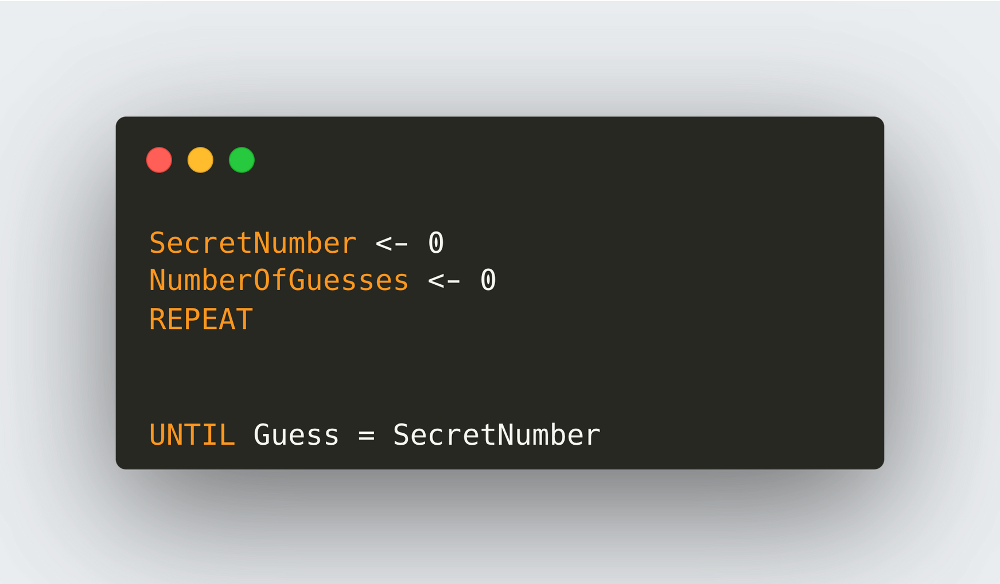 SecretNumber <- 0
NumberOfGuesses <- 0
REPEAT
UNTIL Guess = SecretNumber